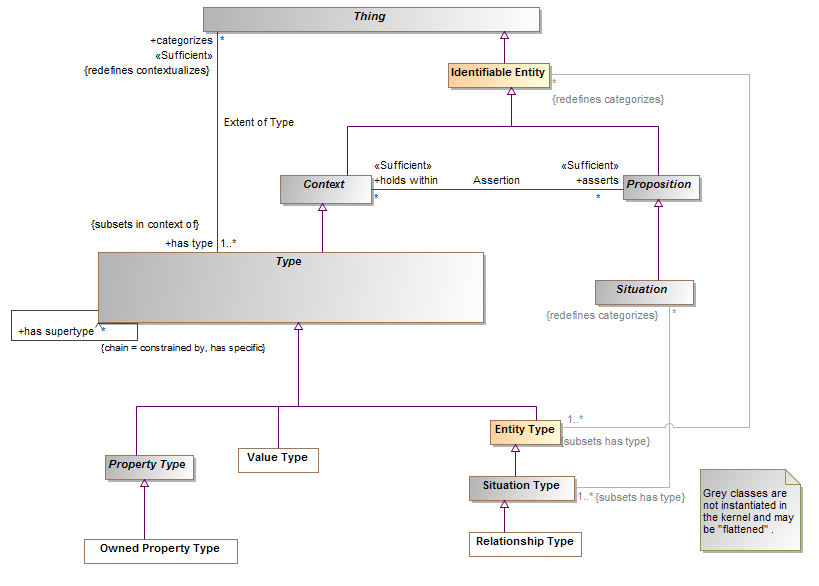 Thing
+categorizes *
«Sufficient»
{redefines contextualizes}
Identifiable Entity
*
{redefines categorizes}
Extent of Type
«Sufficient»
+holds within
*
Assertion
«Sufficient»
+asserts
*
Context
Proposition
{subsets in context of}
+has type 1..*
Type
Situation
{redefines categorizes} *
+has supertype *
{chain = constrained by, has specific}
1..*
Entity Type
{subsets has type}
Property Type
Value Type
Situation Type
1..* {subsets has type}
Grey classes are
not instantiated in
the kernel and may
be "flattened" .
Owned Property Type
Relationship Type